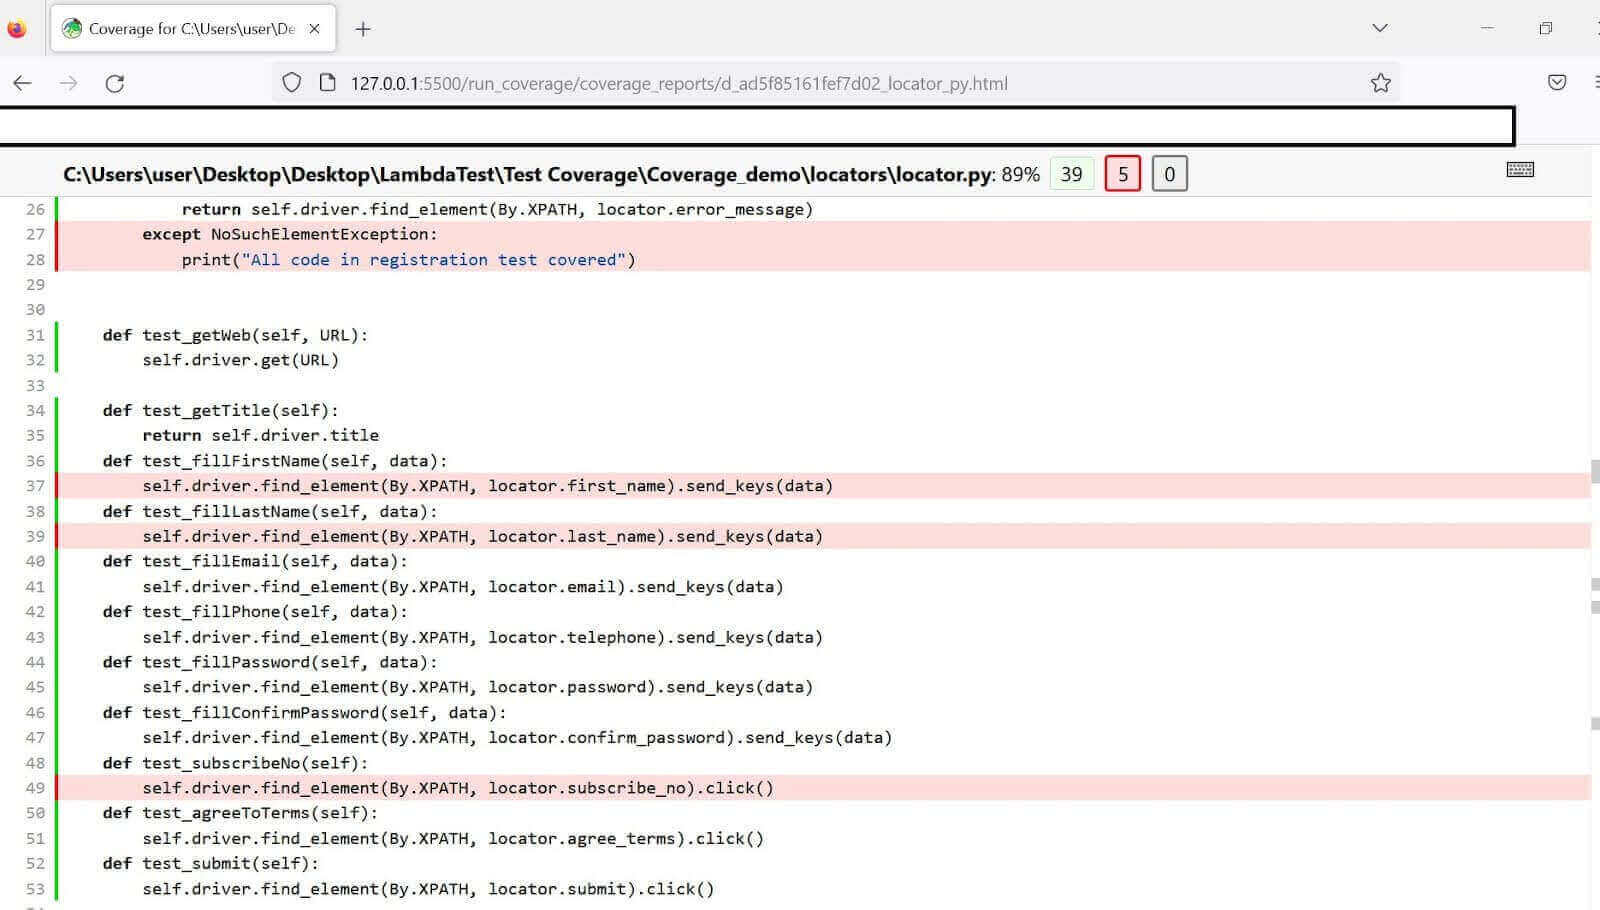 Coverage for C:\Users\user\De
127.0.0.1:5500/run_coverage/coverage_reports/d_ad5f85161fef7d02_locator_py.html
C:\Users\user\Desktop\Desktop\LambdaTest\Test Coverage\Coverage_demo\locators\locator.py: 89% 39 5 0
26 return self.driver.find_element(By.XPATH, locator.error_message)
27 except NoSuchElementException:
28 print("All code in registration test covered")
29
30
31 def test_getWeb(self, URL):
32 self.driver.get(URL)
33
34 def test_getTitle(self):
35 return self.driver.title
36 def test_fillFirstName(self, data):
37 self.driver.find_element(By.XPATH, locator.first_name).send_keys(data)
38 def test_fillLastName(self, data):
39 self.driver.find_element(By.XPATH, locator.last_name).send_keys(data)
40 def test_fillEmail(self, data):
41 self.driver.find_element(By.XPATH, locator.email).send_keys(data)
42 def test_fillPhone(self, data):
43 self.driver.find_element(By.XPATH, locator.telephone).send_keys(data)
44 def test_fillPassword(self, data):
45 self.driver.find_element(By.XPATH, locator.password).send_keys(data)
46 def test_fillConfirmPassword(self, data):
47 self.driver.find_element(By.XPATH, locator.confirm_password).send_keys(data)
48 def test_subscribeNo(self):
49 self.driver.find_element(By.XPATH, locator.subscribe_no).click()
50 def test_agreeToTerms(self):
51 self.driver.find_element(By.XPATH, locator.agree_terms).click()
52 def test_submit(self):
53 self.driver.find_element(By.XPATH, locator.submit).click()